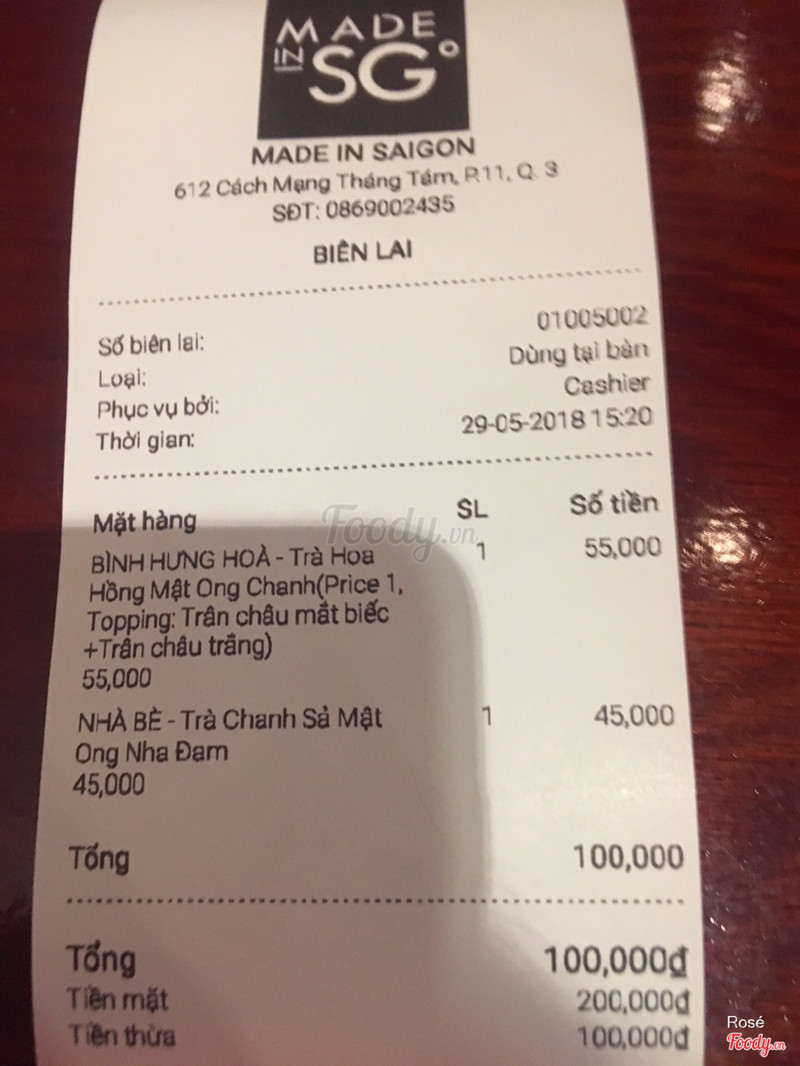 MADE
IN SG°
MADE IN SAIGON
612 Cách Mạng Tháng Tám, P.11, Q. 3
SĐT: 0869002435
BIÊN LAI
Số biên lai: 01005002
Loại: Dùng tại bàn
Phục vụ bởi: Cashier
Thời gian: 29-05-2018 15:20
Mặt hàng SL Số tiền
BÌNH HƯNG HOÀ - Trà Hoa 1 55,000
Hồng Mật Ong Chanh(Price 1,
Topping: Trân châu mắt biếc
+Trân châu trắng)
55,000
NHÀ BÈ - Trà Chanh Sả Mật 1 45,000
Ong Nha Đam
45,000
Tổng 100,000
Tổng 100,000đ
Tiền mặt 200,000đ
Tiền thừa 100,000đ
Foody.vn
Rosé
Foody.vn